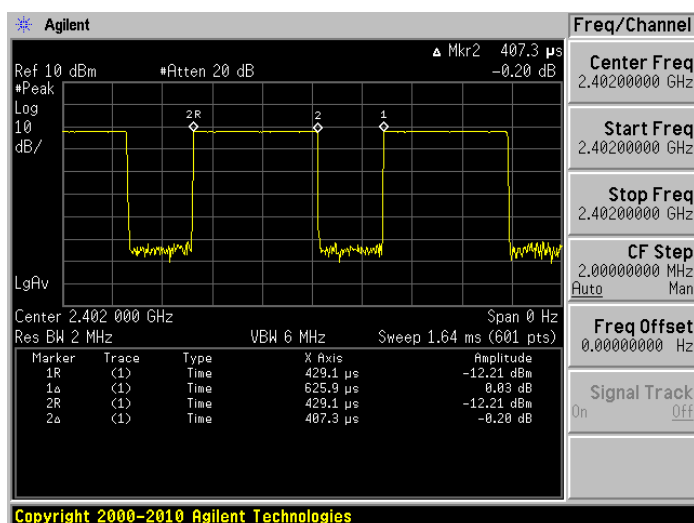 Agilent
Freq/Channel
Δ Mkr2 407.3 µs
Ref 10 dBm #Atten 20 dB -0.20 dB
#Peak
Log
10
dB/
2R
2
1
LgAv
Center 2.402 000 GHz Span 0 Hz
Res BW 2 MHz VBW 6 MHz Sweep 1.64 ms (601 pts)
Marker Trace Type X Axis Amplitude
1R (1) Time 429.1 µs -12.21 dBm
1Δ (1) Time 625.9 µs 0.03 dB
2R (1) Time 429.1 µs -12.21 dBm
2Δ (1) Time 407.3 µs -0.20 dB
Center Freq
2.40200000 GHz
Start Freq
2.40200000 GHz
Stop Freq
2.40200000 GHz
CF Step
2.00000000 MHz
Auto Man
Freq Offset
0.00000000 Hz
Signal Track
On Off
Copyright 2000-2010 Agilent Technologies